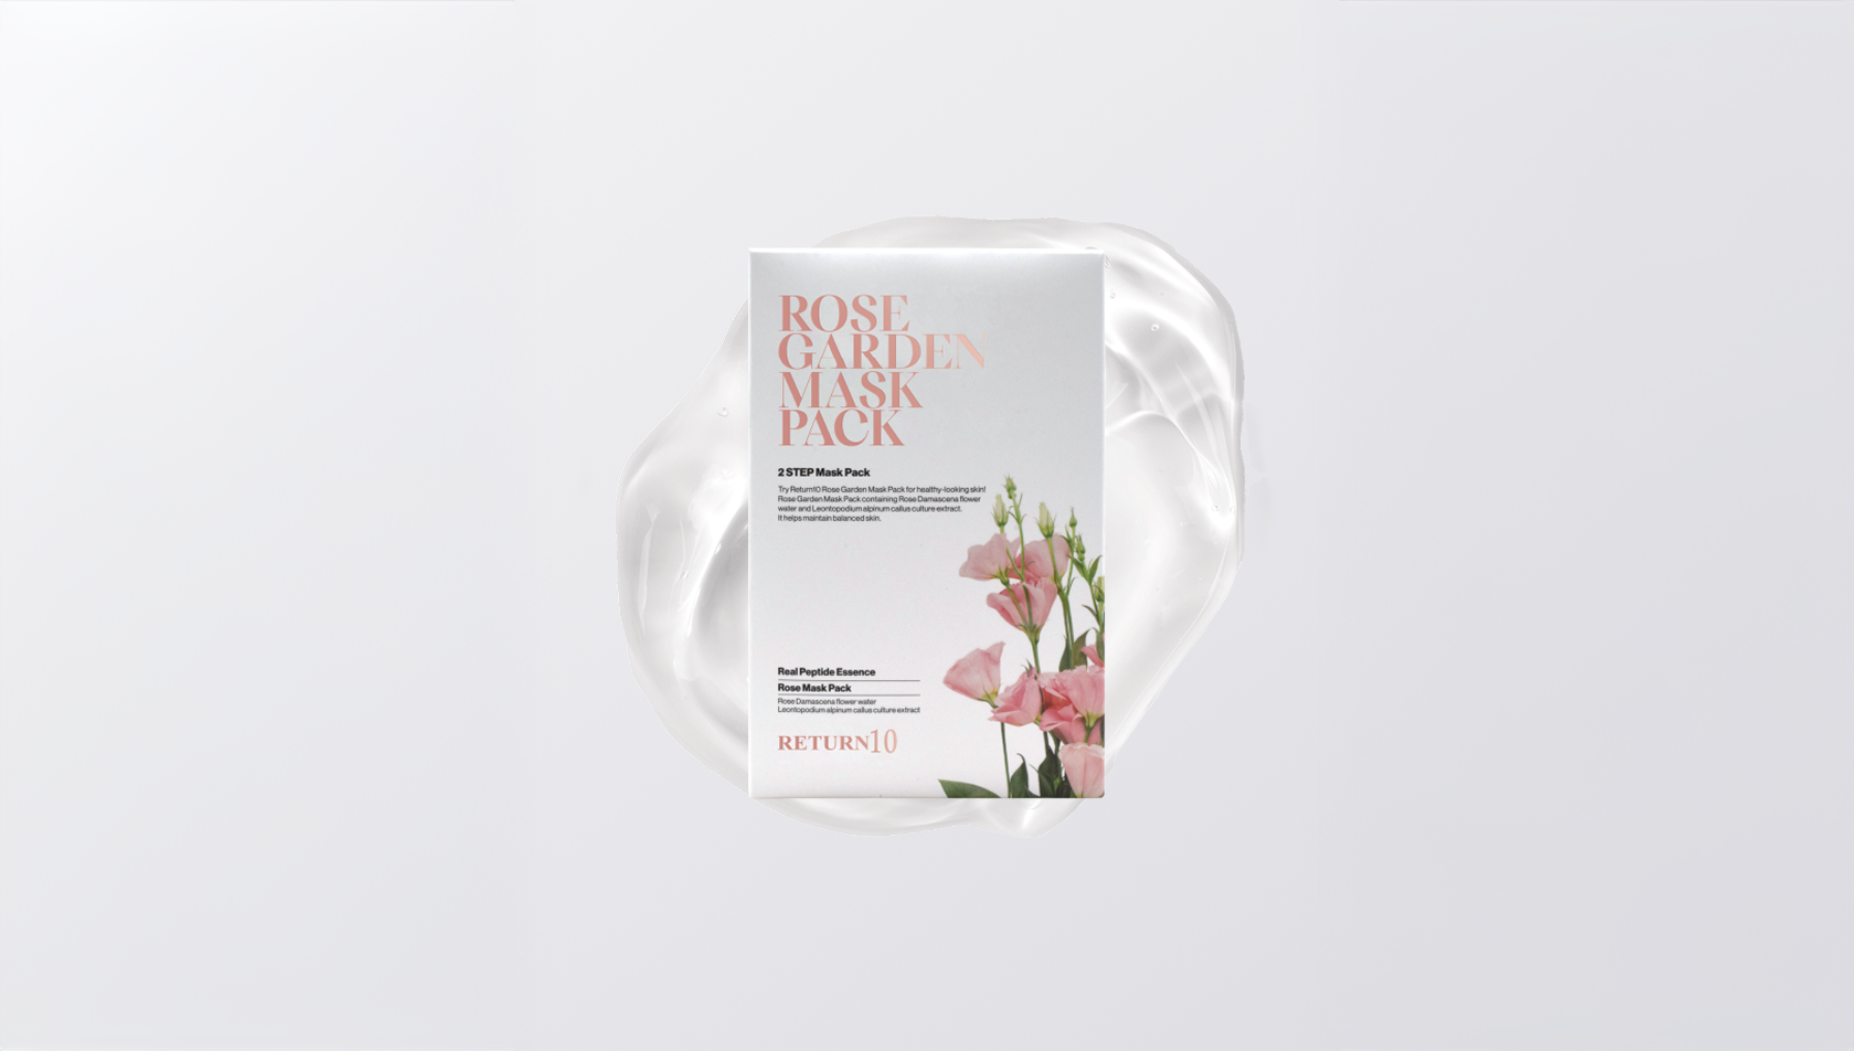 ROSE
GARDEN
MASK
PACK
2 STEP Mask Pack
Try Return10 Rose Garden Mask Pack for healthy-looking skin!
Rose Garden Mask Pack containing Rose Damascena flower
water and Leontopodium alpinum callus culture extract.
It helps maintain balanced skin.
Real Peptide Essence
Rose Mask Pack
Rose Damascena flower water
Leontopodium alpinum callus culture extract
RETURN10